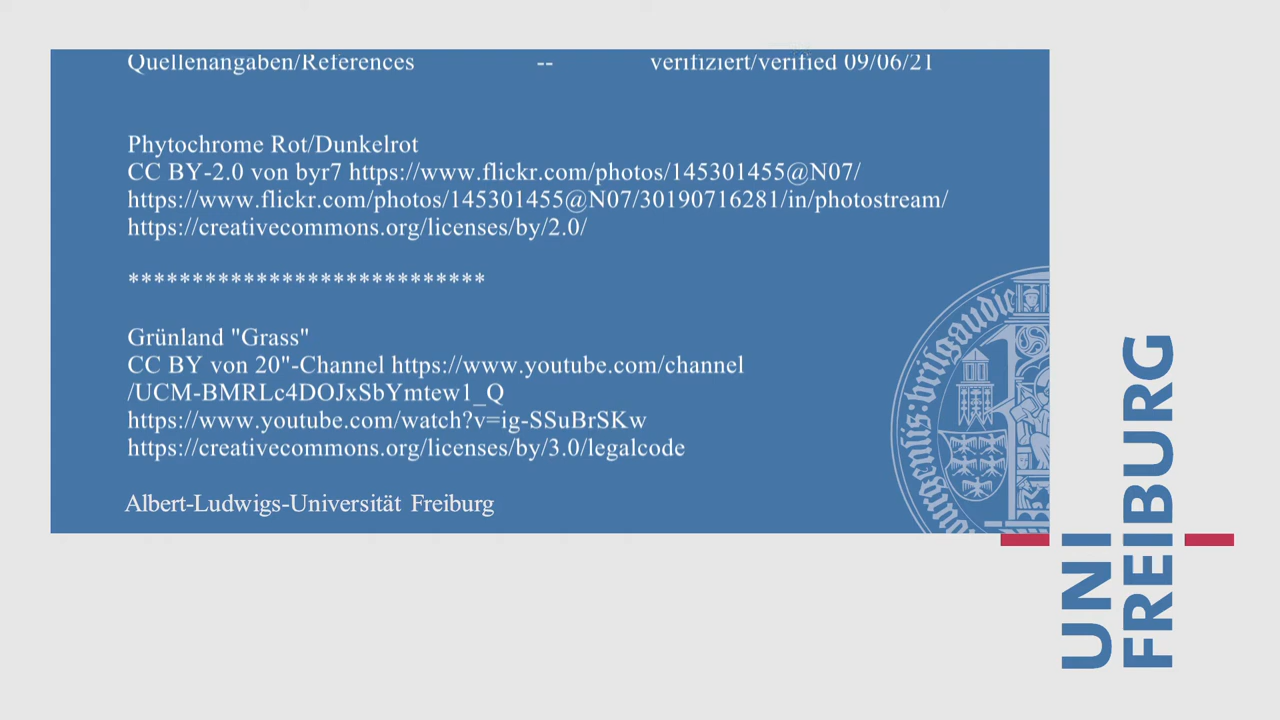 Quellenangaben/References -- verifiziert/verified 09/06/21
Phytochrome Rot/Dunkelrot
CC BY-2.0 von byr7 https://www.flickr.com/photos/145301455@N07/
https://www.flickr.com/photos/145301455@N07/30190716281/in/photostream/
https://creativecommons.org/licenses/by/2.0/
****************************
Grünland "Grass"
CC BY von 20"-Channel https://www.youtube.com/channel
/UCM-BMRLc4DOJxSbYmtew1_Q
https://www.youtube.com/watch?v=ig-SSuBrSKw
https://creativecommons.org/licenses/by/3.0/legalcode
Albert-Ludwigs-Universität Freiburg
UNI
FREIBURG